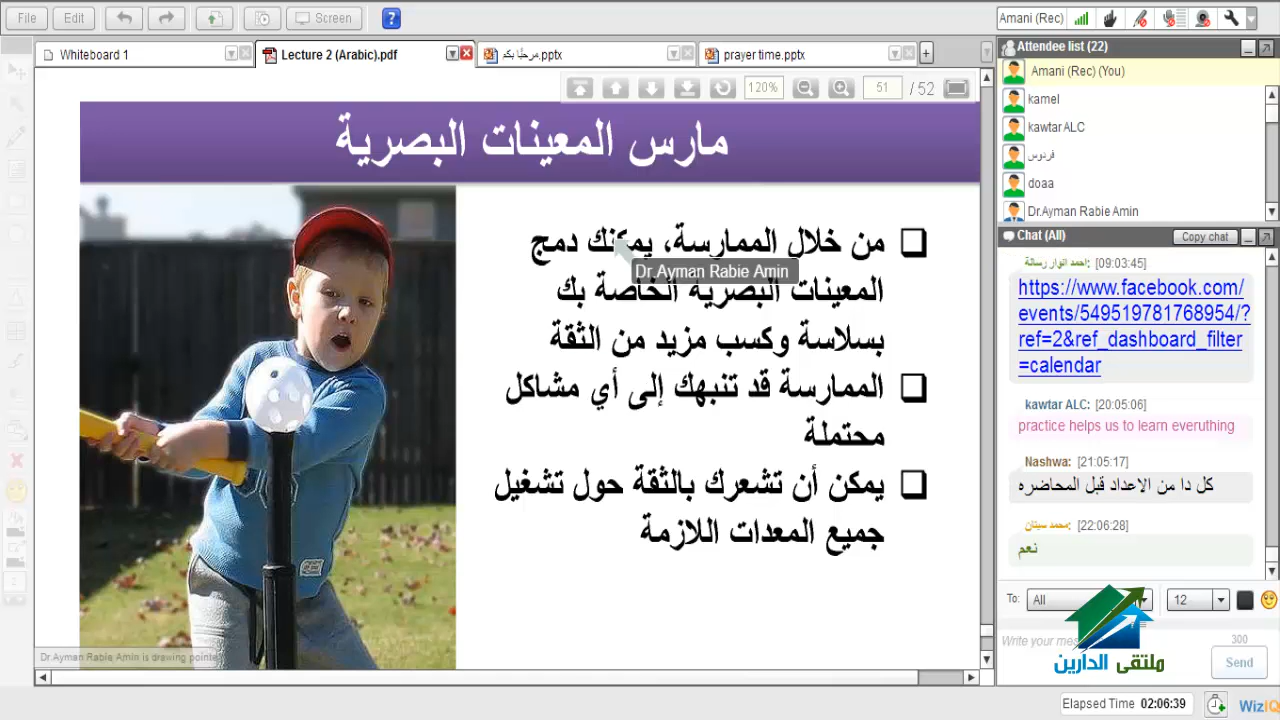 File
Edit
Screen
?
Amani (Rec)
Whiteboard 1
Lecture 2 (Arabic).pdf
مرحبًا بكم.pptx
prayer time.pptx
120%
51 / 52
مارس المعينات البصرية
من خلال الممارسة، يمكنك دمج
Dr.Ayman Rabie Amin
المعينات البصرية الخاصة بك
بسلاسة وكسب مزيد من الثقة
الممارسة قد تنبهك إلى أي مشاكل
محتملة
يمكن أن تشعرك بالثقة حول تشغيل
جميع المعدات اللازمة
Dr.Ayman Rabie Amin is drawing pointe
Attendee list (22)
Amani (Rec) (You)
kamel
kawtar ALC
فردوس
doaa
Dr.Ayman Rabie Amin
Chat (All)
Copy chat
احمد انوار رسالة: [09:03:45]
https://www.facebook.com/
events/549519781768954/?
ref=2&ref_dashboard_filter
=calendar
kawtar ALC: [20:05:06]
practice helps us to learn everuthing
Nashwa: [21:05:17]
كل دا من الاعداد قبل المحاضره
محمد سيتان: [22:06:28]
نعم
To:
All
12
Write your mes
300
Send
ملتقى الدارين
Elapsed Time 02:06:39
WizIQ